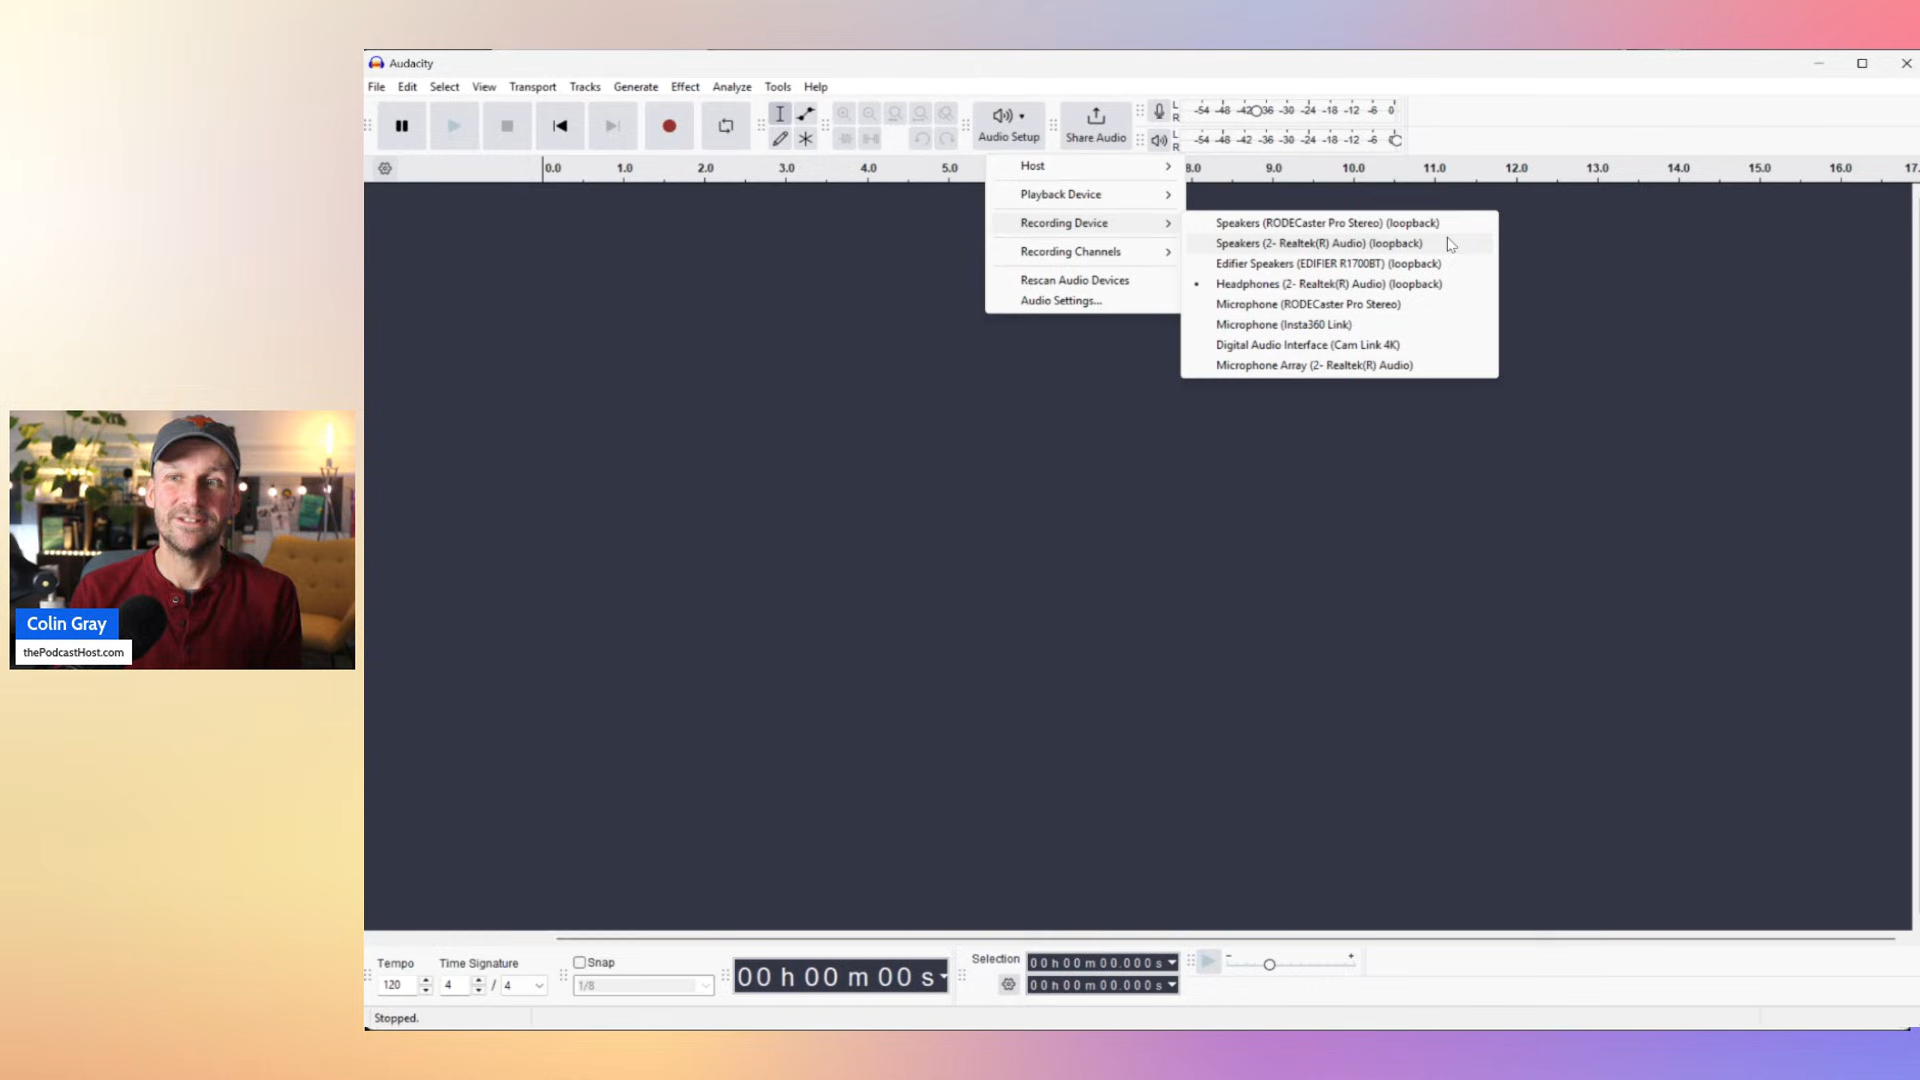 Audacity
File Edit Select View Transport Tracks Generate Effect Analyze Tools Help
Audio Setup
Share Audio
L
R
-54 -48 -42 -36 -30 -24 -18 -12 -6 0
L
R
-54 -48 -42 -36 -30 -24 -18 -12 -6
0.0 1.0 2.0 3.0 4.0 5.0 8.0 9.0 10.0 11.0 12.0 13.0 14.0 15.0 16.0 17.
Host
Playback Device
Recording Device
Recording Channels
Rescan Audio Devices
Audio Settings...
Speakers (RODECaster Pro Stereo) (loopback)
Speakers (2- Realtek(R) Audio) (loopback)
Edifier Speakers (EDIFIER R1700BT) (loopback)
Headphones (2- Realtek(R) Audio) (loopback)
Microphone (RODECaster Pro Stereo)
Microphone (Insta360 Link)
Digital Audio Interface (Cam Link 4K)
Microphone Array (2- Realtek(R) Audio)
Colin Gray
thePodcastHost.com
Tempo
120
Time Signature
4 / 4
Snap
1/8
00 h 00 m 00 s
Selection
00 h 00 m 00.000 s
00 h 00 m 00.000 s
- +
Stopped.